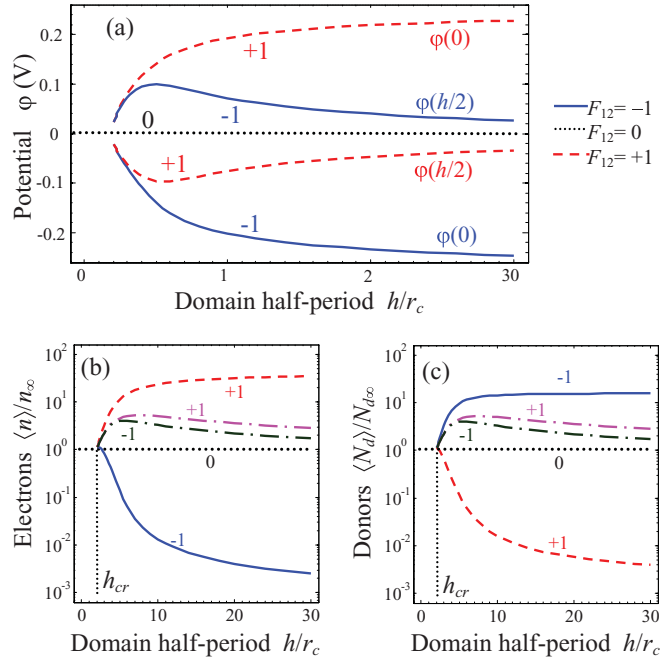 (a)
Potential φ (V)
0.2
0.1
0
-0.1
-0.2
+1
φ(0)
φ(h/2)
-1
0
+1
φ(h/2)
-1
φ(0)
0 1 2 30
Domain half-period h/r_c
F₁₂= −1
F₁₂= 0
F₁₂= +1
(b)
Electrons ⟨n⟩/n_∞
10²
10¹
10⁰
10⁻¹
10⁻²
10⁻³
+1
+1
-1
0
-1
h_cr
0 10 20 30
Domain half-period h/r_c
(c)
Donors ⟨N_d⟩/N_d∞
10²
10¹
10⁰
10⁻¹
10⁻²
10⁻³
-1
+1
-1
0
+1
h_cr
0 10 20 30
Domain half-period h/r_c